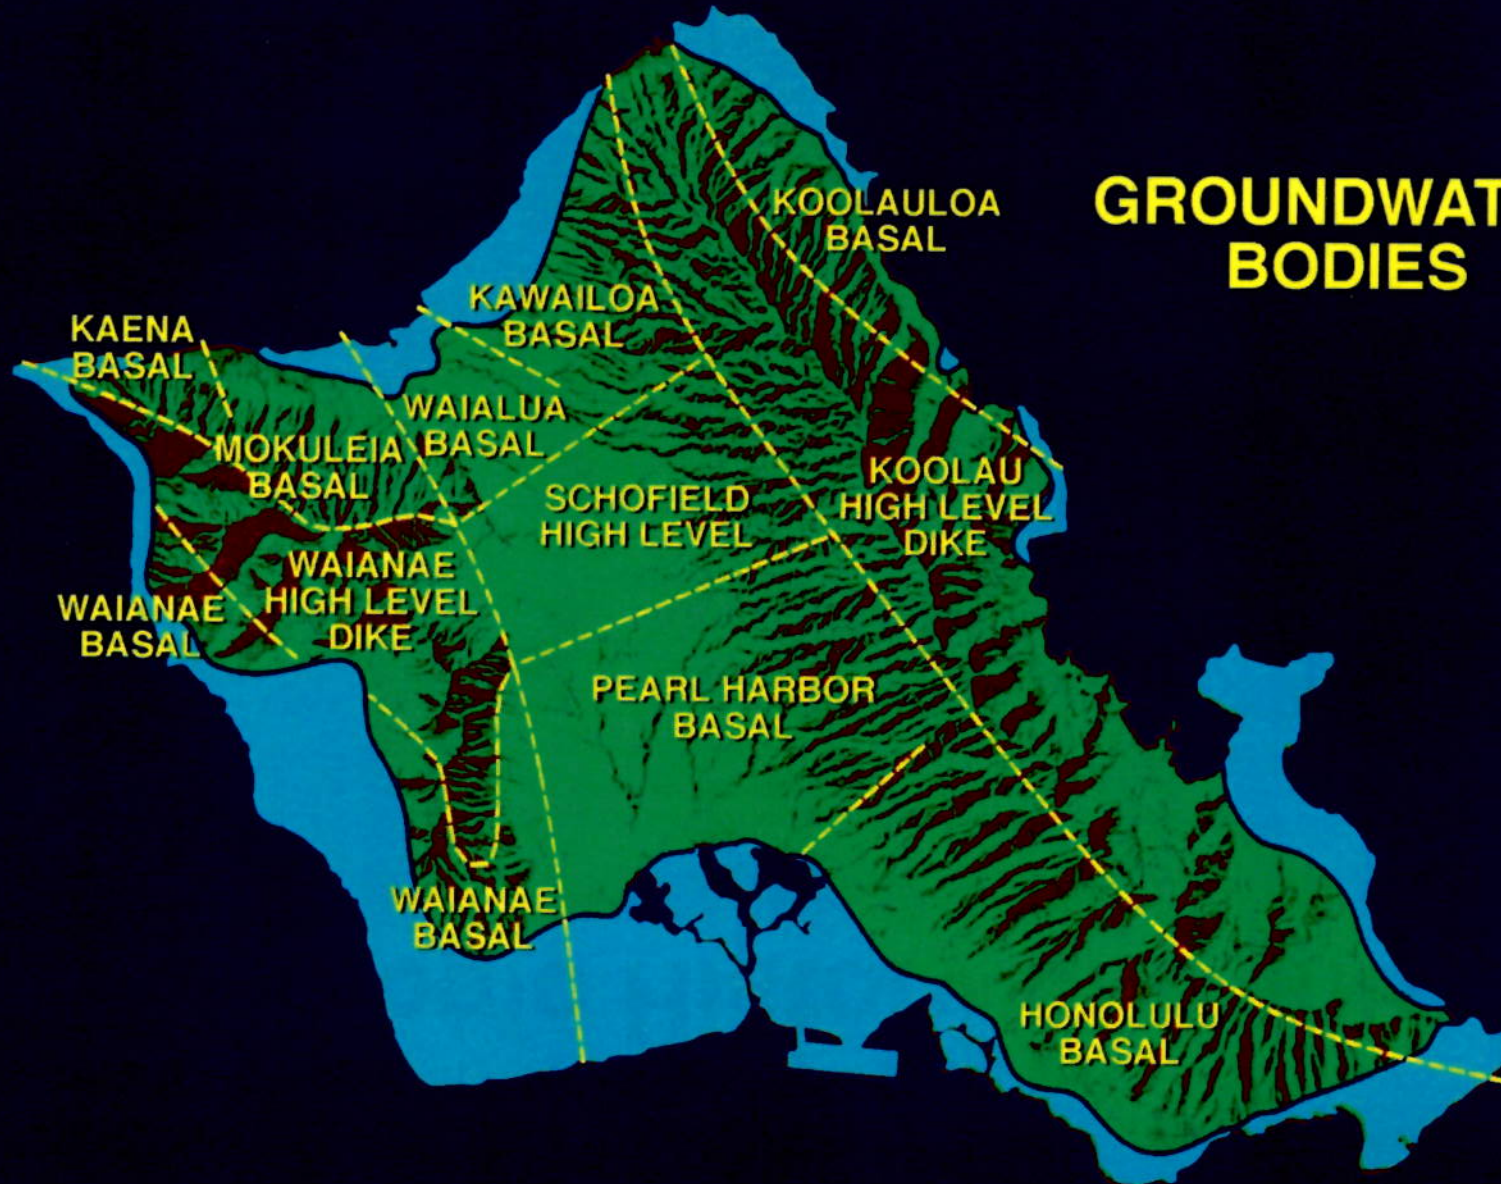 GROUNDWAT
BODIES
KOOLAULOA
BASAL
KAWAILOA
BASAL
KAENA
BASAL
WAIALUA
BASAL
MOKULEIA
BASAL
SCHOFIELD
HIGH LEVEL
KOOLAU
HIGH LEVEL
DIKE
WAIANAE
HIGH LEVEL
DIKE
WAIANAE
BASAL
PEARL HARBOR
BASAL
WAIANAE
BASAL
HONOLULU
BASAL